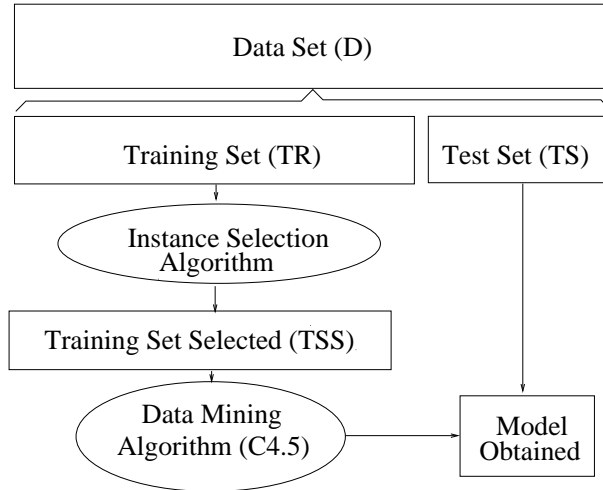 Data Set (D)
Training Set (TR)
Test Set (TS)
Instance Selection
Algorithm
Training Set Selected (TSS)
Data Mining
Algorithm (C4.5)
Model
Obtained